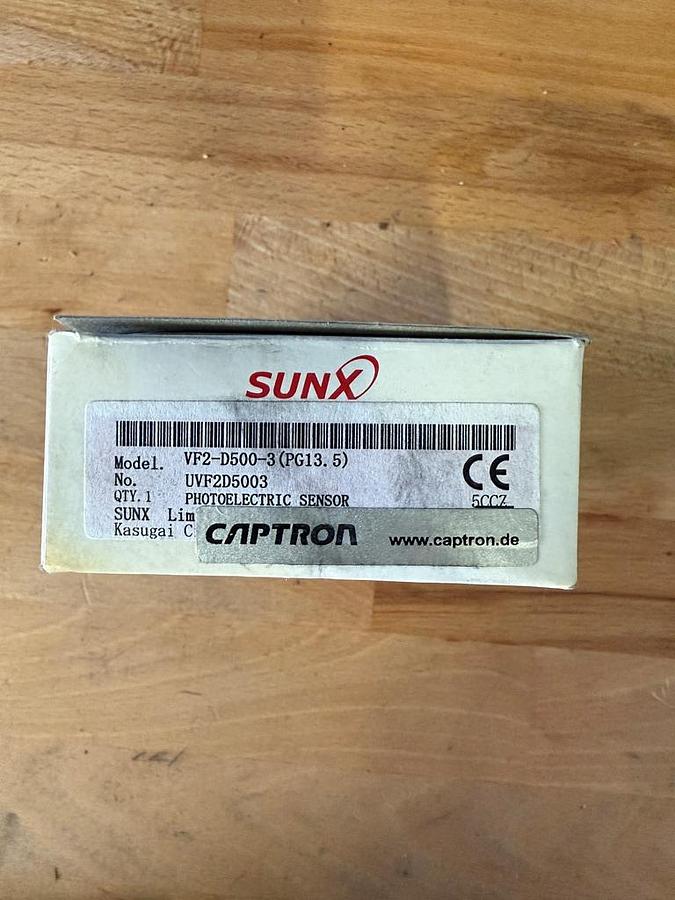 SUNX
Model. VF2-D500-3(PG13.5)
No. UVF2D5003
CE
QTY.1 PHOTOELECTRIC SENSOR
5CCZ
SUNX Lim
Kasugai C
CAPTRON www.captron.de